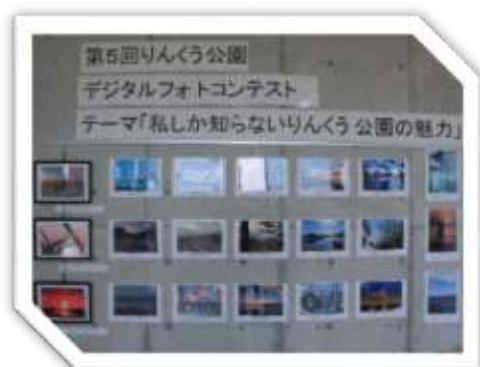 第5回りんくう公園
デジタルフォトコンテスト
テーマ「私しか知らないりんくう公園の魅力」